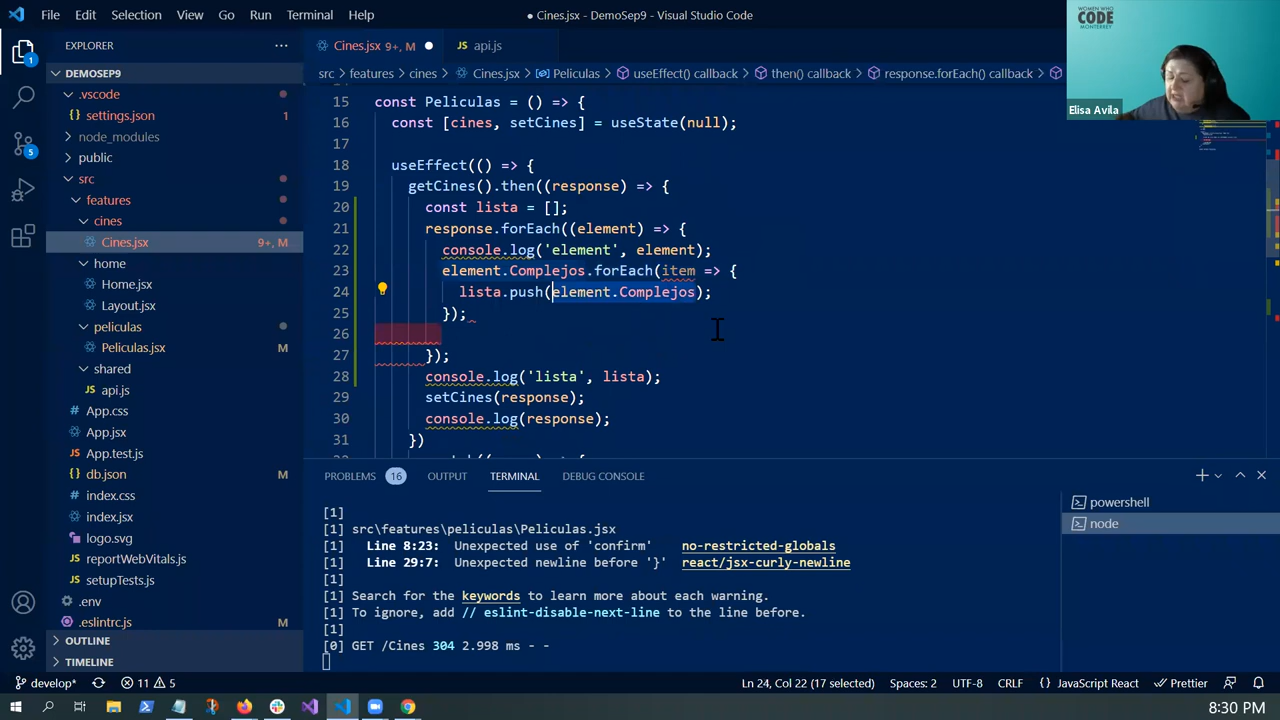 File Edit Selection View Go Run Terminal Help
● Cines.jsx - DemoSep9 - Visual Studio Code
WOMEN WHO
CODE
MONTERREY
Elisa Avila
EXPLORER
DEMOSEP9
.vscode
settings.json 1
node_modules
public
src
features
cines
Cines.jsx 9+, M
home
Home.jsx
Layout.jsx
peliculas
Peliculas.jsx M
shared
api.js
App.css
App.jsx
App.test.js
db.json M
index.css
index.jsx
logo.svg
reportWebVitals.js
setupTests.js
.env
.eslintrc.js M
OUTLINE
TIMELINE
1
5
Cines.jsx 9+, M ●
JS api.js
src > features > cines > Cines.jsx > Peliculas > useEffect() callback > then() callback > response.forEach() callback >
15 const Peliculas = () => {
16 const [cines, setCines] = useState(null);
17
18 useEffect(() => {
19 getCines().then((response) => {
20 const lista = [];
21 response.forEach((element) => {
22 console.log('element', element);
23 element.Complejos.forEach(item => {
24 lista.push(element.Complejos);
25 });
26
27 });
28 console.log('lista', lista);
29 setCines(response);
30 console.log(response);
31 })
PROBLEMS 16 OUTPUT TERMINAL DEBUG CONSOLE
[1]
[1] src\features\peliculas\Peliculas.jsx
[1] Line 8:23: Unexpected use of 'confirm' no-restricted-globals
[1] Line 29:7: Unexpected newline before '}' react/jsx-curly-newline
[1]
[1] Search for the keywords to learn more about each warning.
[1] To ignore, add // eslint-disable-next-line to the line before.
[1]
[0] GET /Cines 304 2.998 ms - -
powershell
node
develop* 11 5
Ln 24, Col 22 (17 selected) Spaces: 2 UTF-8 CRLF JavaScript React Prettier
8:30 PM